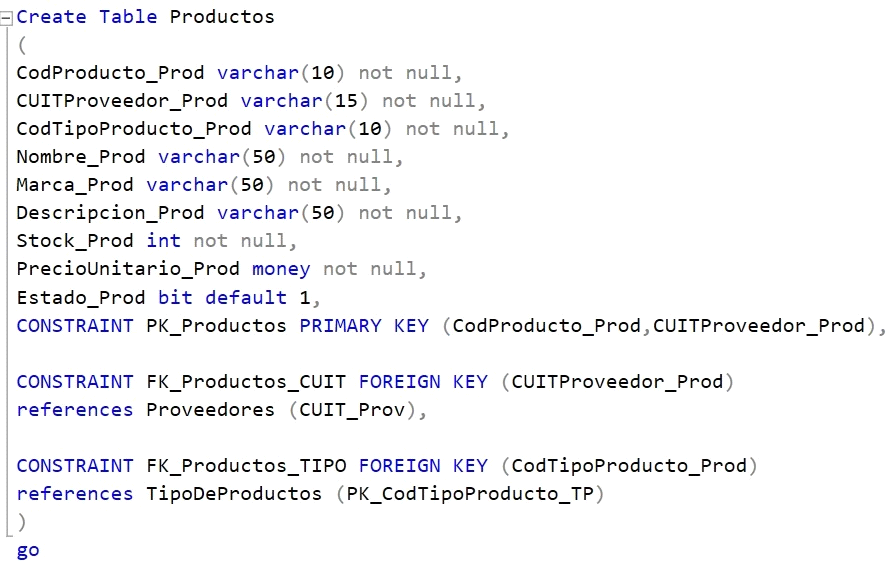 Create Table Productos
(
CodProducto_Prod varchar(10) not null,
CUITProveedor_Prod varchar(15) not null,
CodTipoProducto_Prod varchar(10) not null,
Nombre_Prod varchar(50) not null,
Marca_Prod varchar(50) not null,
Descripcion_Prod varchar(50) not null,
Stock_Prod int not null,
PrecioUnitario_Prod money not null,
Estado_Prod bit default 1,
CONSTRAINT PK_Productos PRIMARY KEY (CodProducto_Prod,CUITProveedor_Prod),
CONSTRAINT FK_Productos_CUIT FOREIGN KEY (CUITProveedor_Prod)
references Proveedores (CUIT_Prov),
CONSTRAINT FK_Productos_TIPO FOREIGN KEY (CodTipoProducto_Prod)
references TipoDeProductos (PK_CodTipoProducto_TP)
)
go